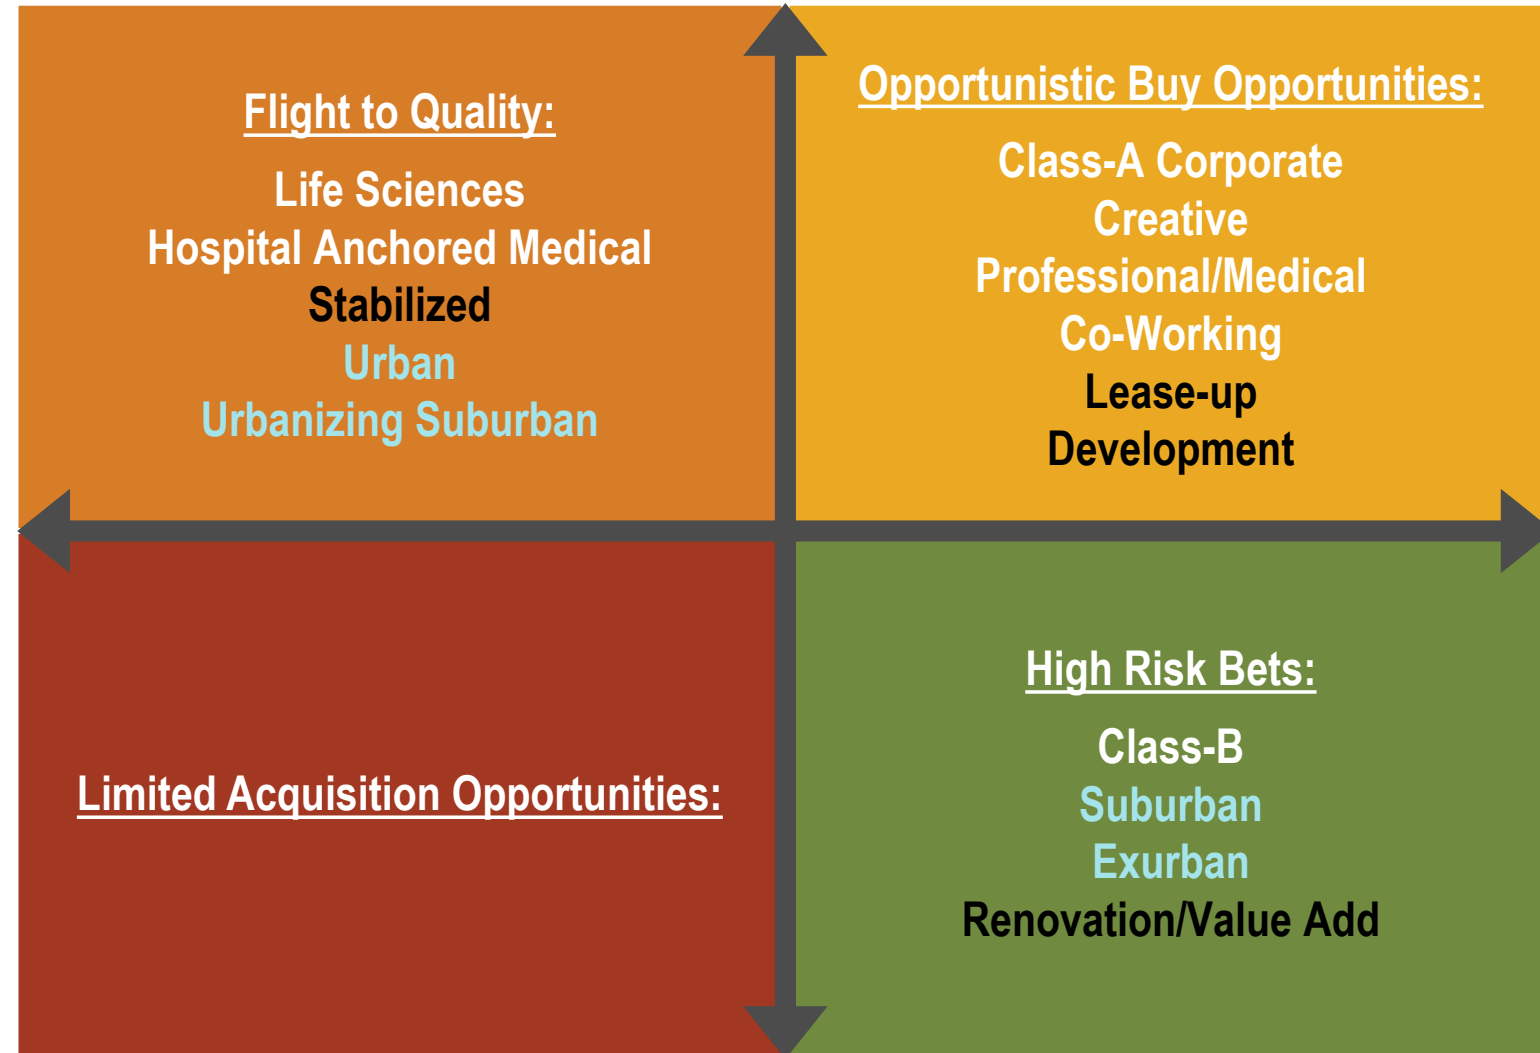 Flight to Quality:
Life Sciences
Hospital Anchored Medical
Stabilized
Urban
Urbanizing Suburban
Opportunistic Buy Opportunities:
Class-A Corporate
Creative
Professional/Medical
Co-Working
Lease-up
Development
Limited Acquisition Opportunities:
High Risk Bets:
Class-B
Suburban
Exurban
Renovation/Value Add